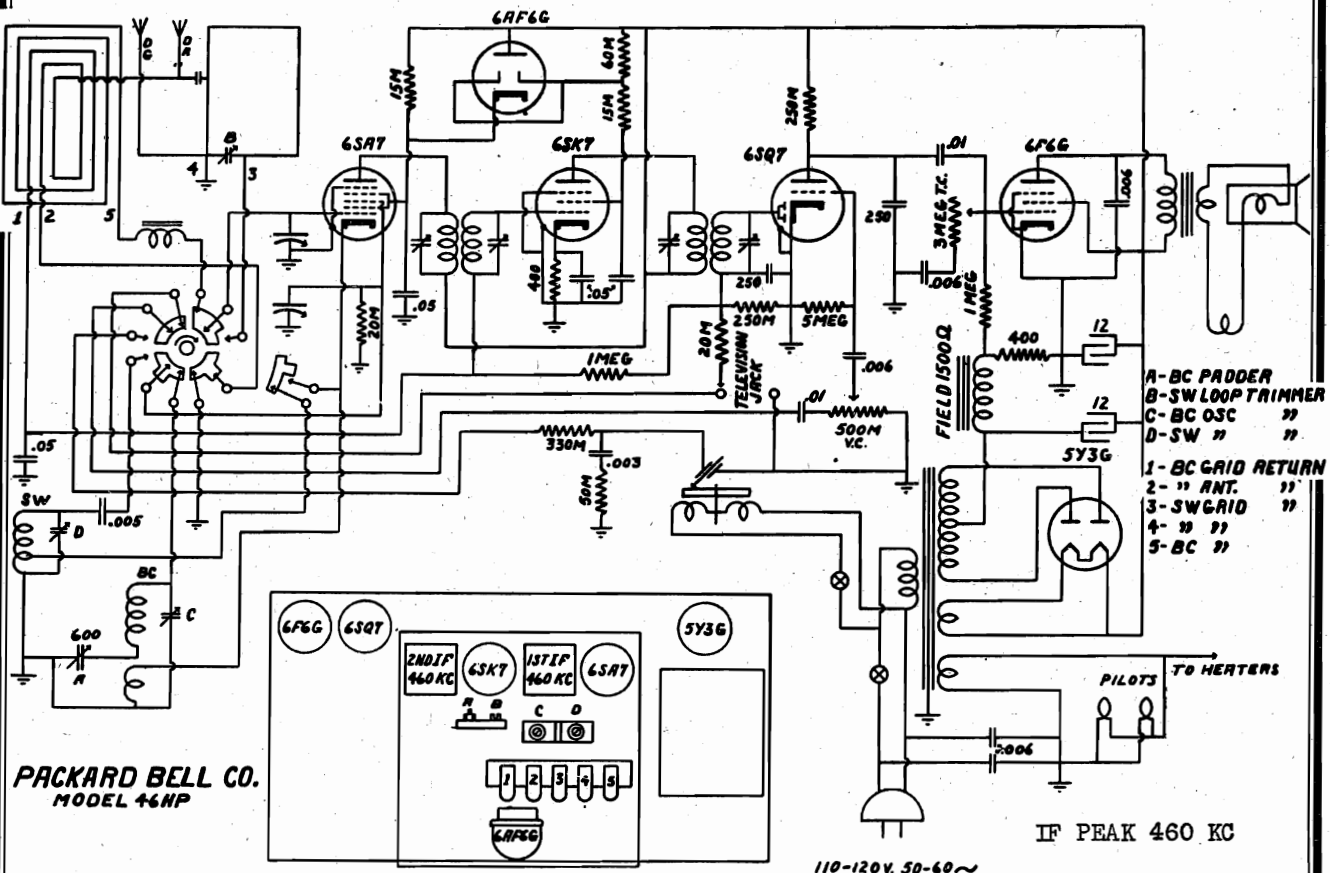 6AF6G
D
C
D
A
15M
60M
15M
250M
B
4
3
6SA7
6SK7
6SQ7
.01
6F6G
.006
1
2
5
250
3MEG T.C.
400
.05
.05
20M
250
.006
1MEG
250M
5MEG
20M
TELEVISION JACK
1MEG
.006
400
12
FIELD 1500Ω
12
A-BC PADDER
B-SW LOOP TRIMMER
C-BC OSC "
D-SW " "
.01
500M
V.C.
330M
.003
50M
5Y3G
1-BC GRID RETURN
2- " ANT. "
3-SW GRID "
4- " "
5-BC "
.05
SW
D
.005
BC
C
600
A
6F6G
6SQ7
5Y3G
2ND IF
460 KC
6SK7
1ST IF
460 KC
6SA7
A
B
C
D
1
2
3
4
5
6AF6G
TO HEATERS
PILOTS
.006
PACKARD BELL CO.
MODEL 46HP
IF PEAK 460 KC
110-120V. 50-60~